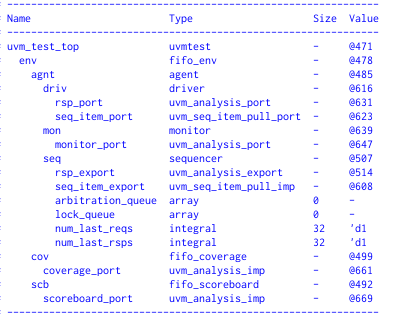 # ---------------------------------------------------------------
# Name Type Size Value
# ---------------------------------------------------------------
# uvm_test_top uvmtest - @471
# env fifo_env - @478
# agnt agent - @485
# driv driver - @616
# rsp_port uvm_analysis_port - @631
# seq_item_port uvm_seq_item_pull_port - @623
# mon monitor - @639
# monitor_port uvm_analysis_port - @647
# seq sequencer - @507
# rsp_export uvm_analysis_export - @514
# seq_item_export uvm_seq_item_pull_imp - @608
# arbitration_queue array 0 -
# lock_queue array 0 -
# num_last_reqs integral 32 'd1
# num_last_rsps integral 32 'd1
# cov fifo_coverage - @499
# coverage_port uvm_analysis_imp - @661
# scb fifo_scoreboard - @492
# scoreboard_port uvm_analysis_imp - @669
# ---------------------------------------------------------------